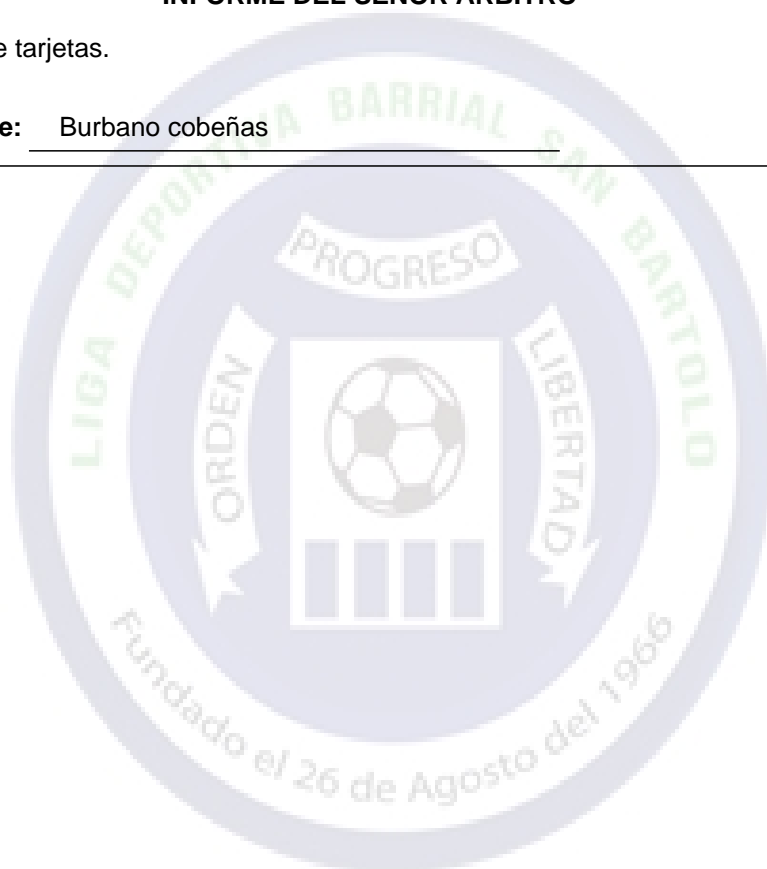 INFORME DEL SEÑOR ARBITRO
e tarjetas.
e: Burbano cobeñas
LIGA DEPORTIVA BARRIAL SAN BARTOLO
PROGRESO
ORDEN
LIBERTAD
Fundado el 26 de Agosto del 1966